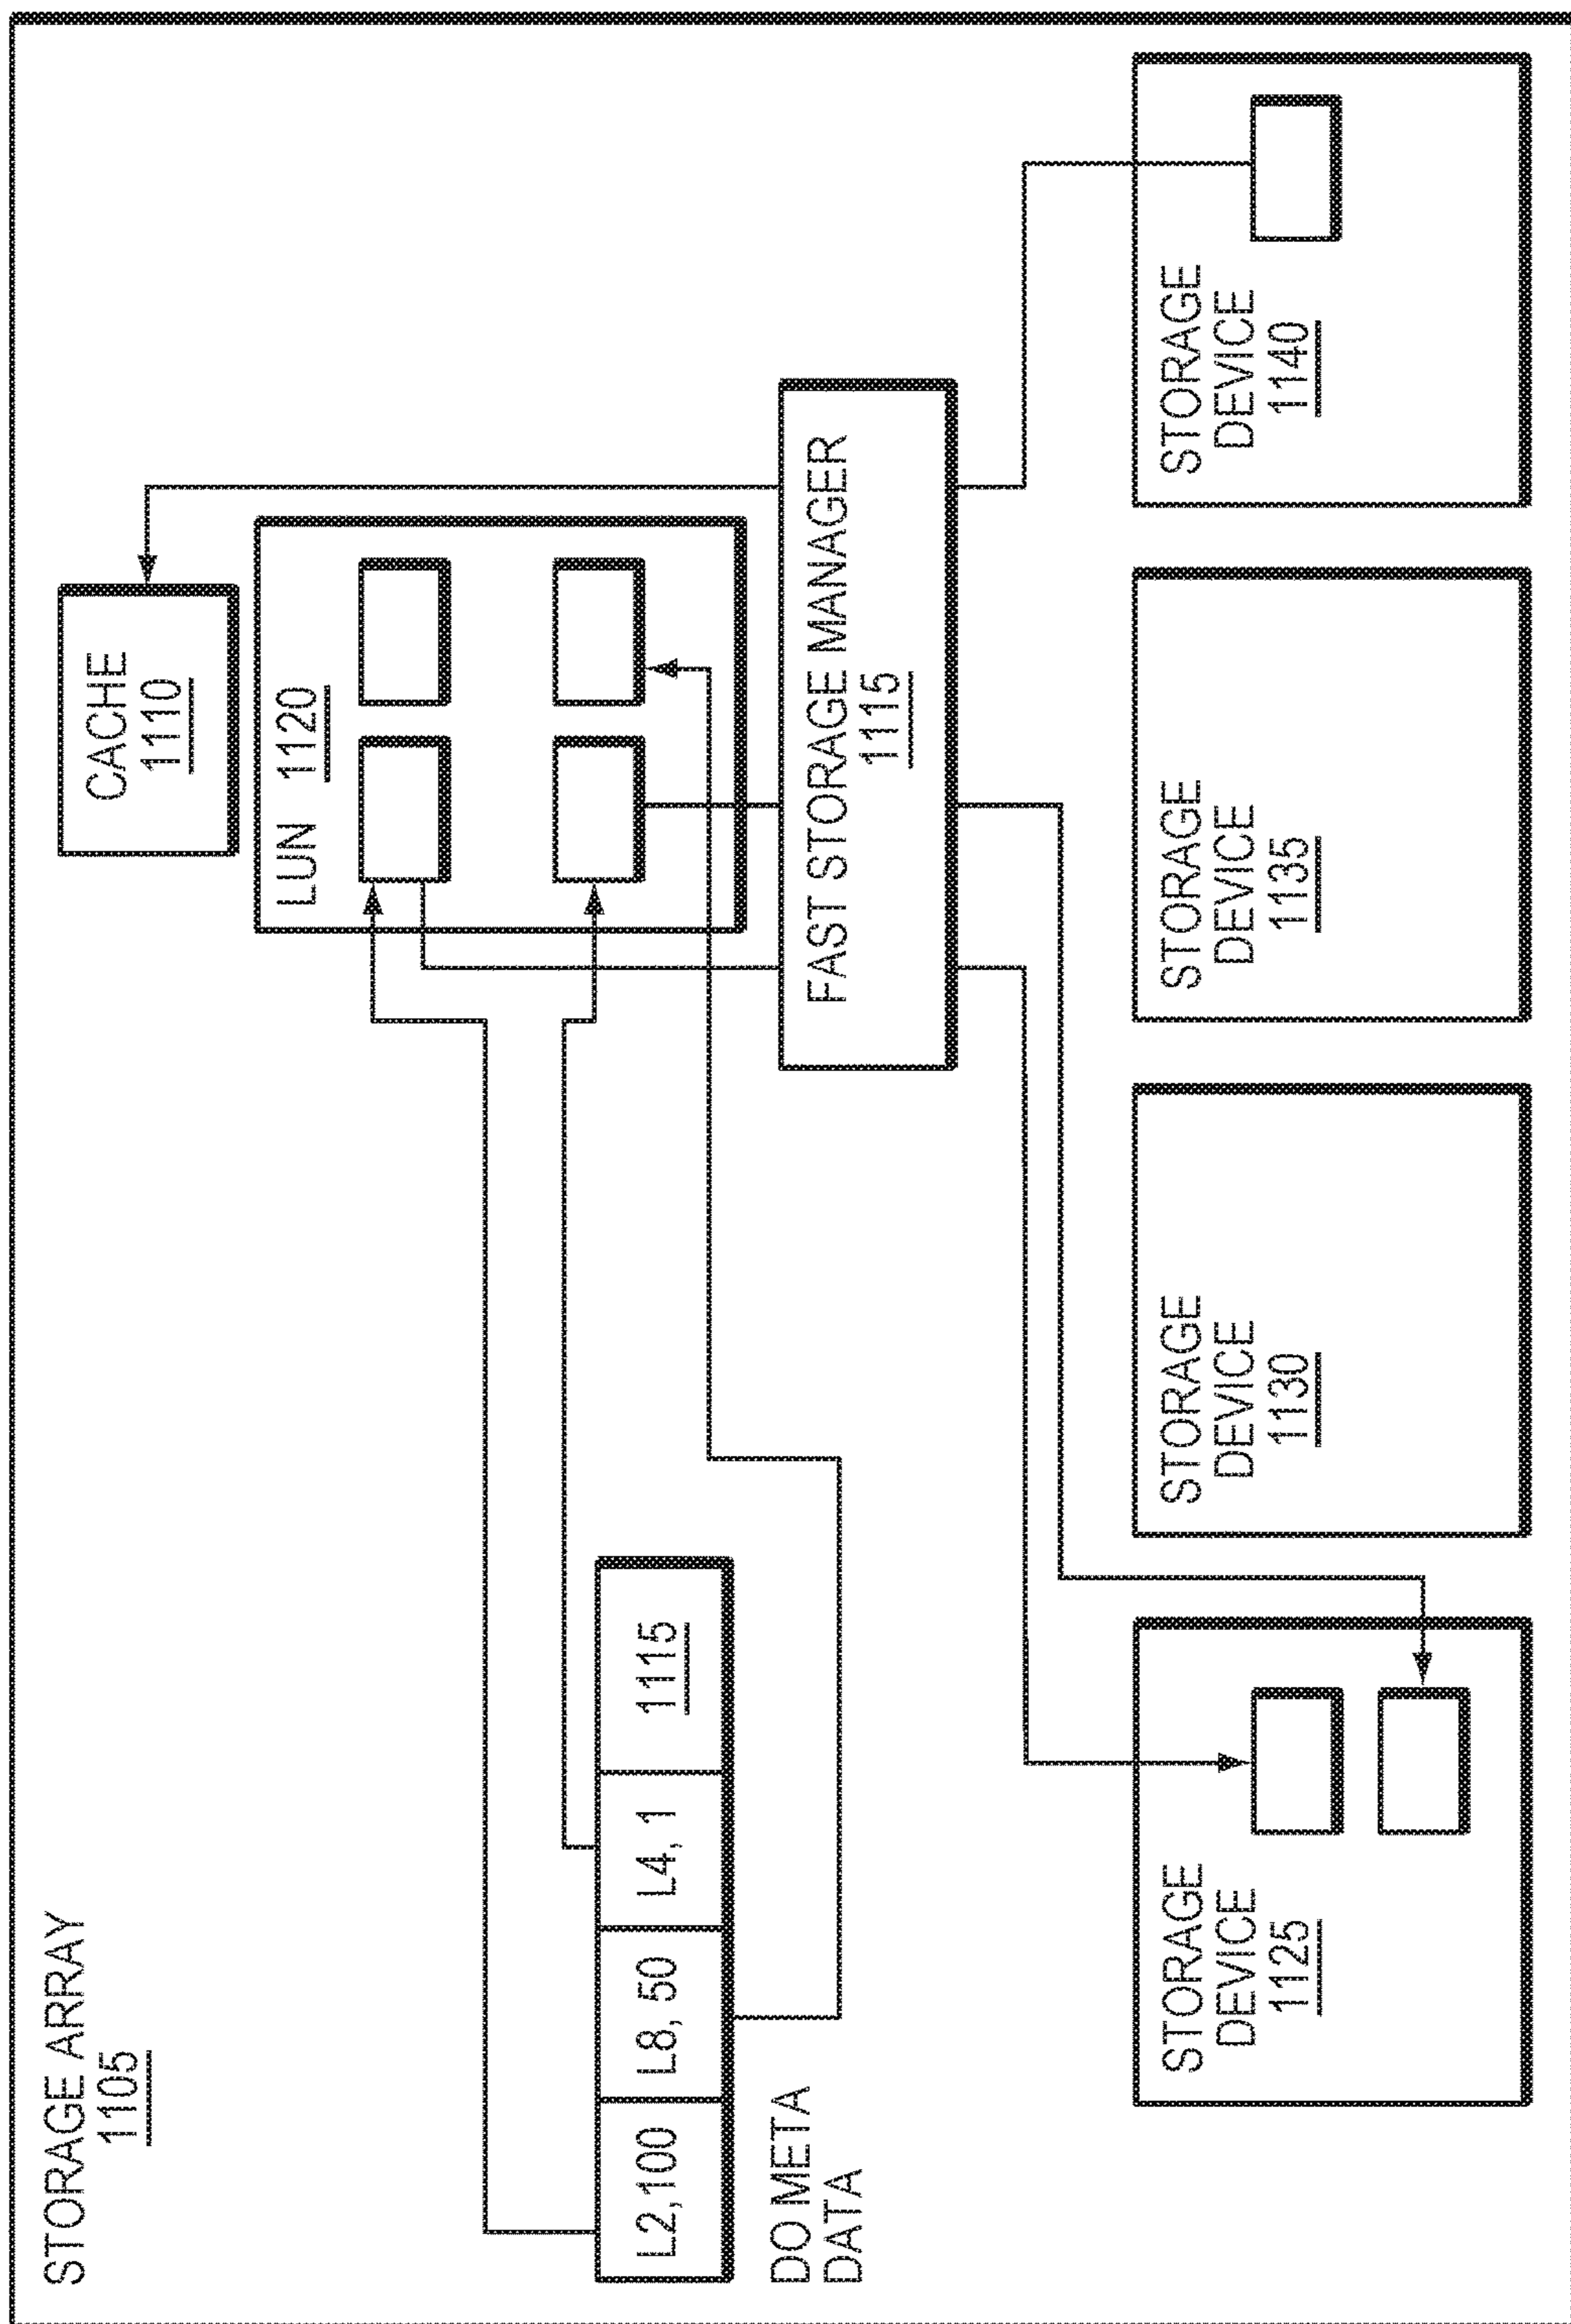 STORAGE ARRAY
1105
CACHE
1110
LUN 1120
L2,100
L8, 50
L4, 1
1115
DO META
DATA
FAST STORAGE MANAGER
1115
STORAGE
DEVICE
1125
STORAGE
DEVICE
1130
STORAGE
DEVICE
1135
STORAGE
DEVICE
1140